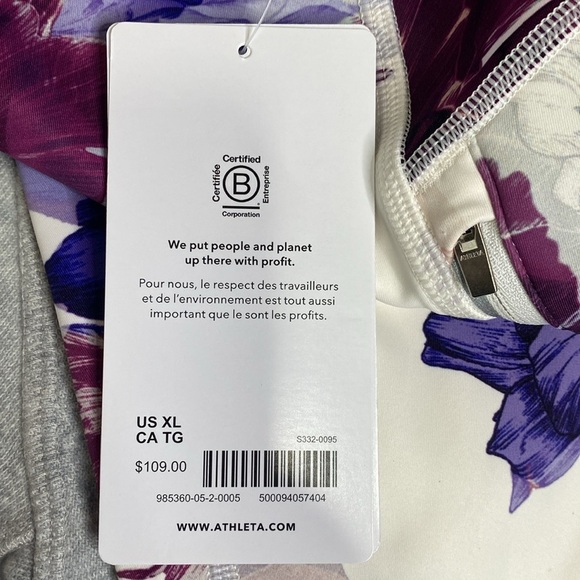 Certified
Certifiée
B
Entreprise
Corporation
We put people and planet
up there with profit.
Pour nous, le respect des travailleurs
et de l'environnement est tout aussi
important que le sont les profits.
US XL
CA TG
S332-0095
$109.00
985360-05-2-0005 500094057404
WWW.ATHLETA.COM
ATHLETA